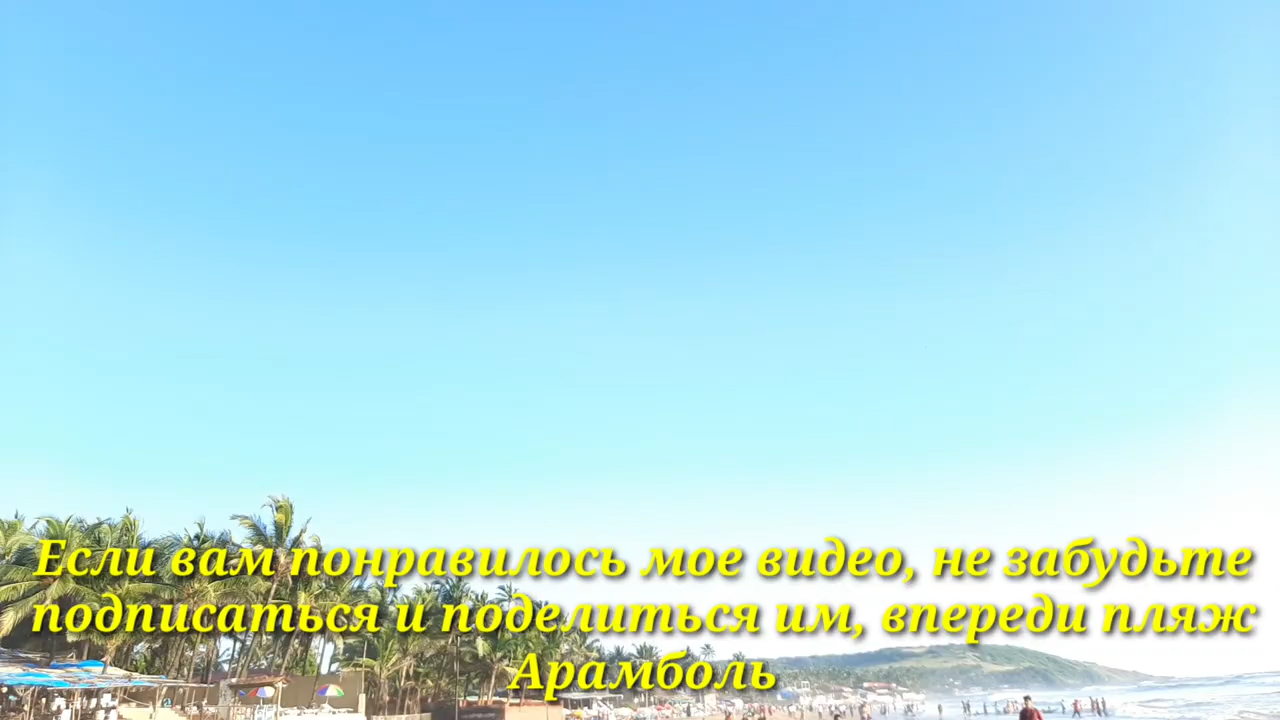 Если вам понравилось мое видео, не забудьте
подписаться и поделиться им, впереди пляж
Арамболь